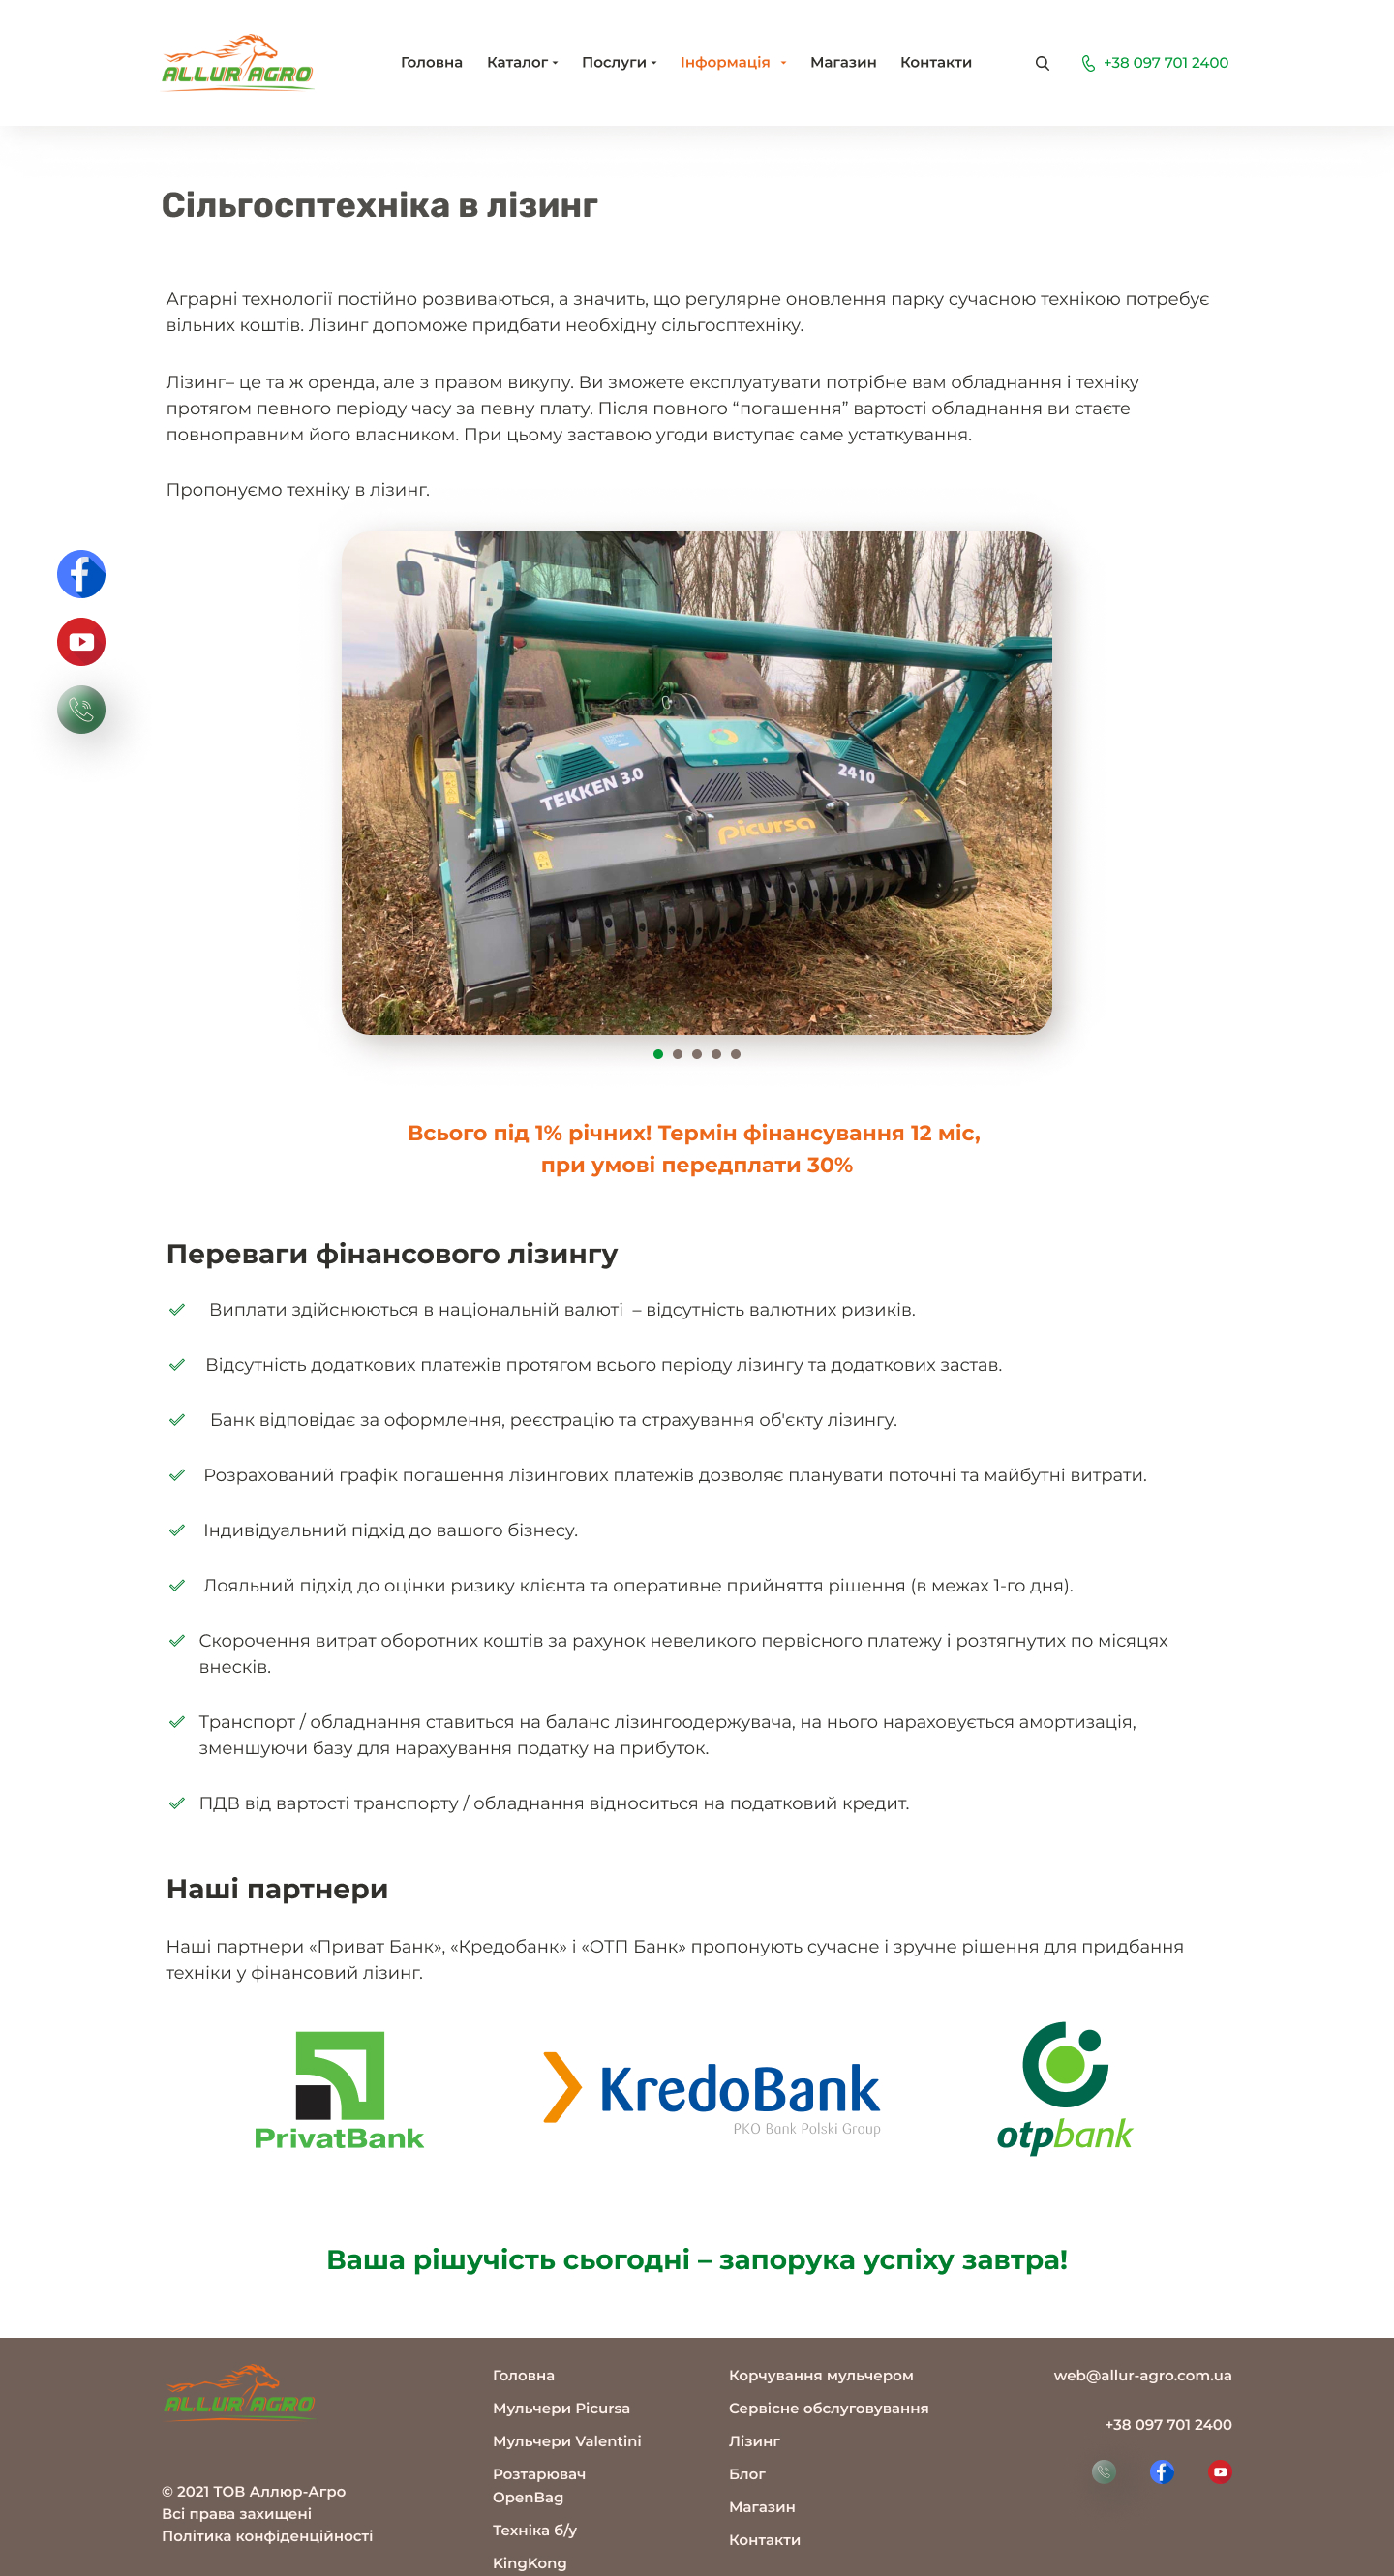 ALLUR AGRO
Головна Каталог Послуги Інформація Магазин Контакти +38 097 701 2400
Сільгосптехніка в лізинг
Аграрні технології постійно розвиваються, а значить, що регулярне оновлення парку сучасною технікою потребує
вільних коштів. Лізинг допоможе придбати необхідну сільгосптехніку.
Лізинг– це та ж оренда, але з правом викупу. Ви зможете експлуатувати потрібне вам обладнання і техніку
протягом певного періоду часу за певну плату. Після повного “погашення” вартості обладнання ви стаєте
повноправним його власником. При цьому заставою угоди виступає саме устаткування.
Пропонуємо техніку в лізинг.
TEKKEN 3.0
2410
picursa
Всього під 1% річних! Термін фінансування 12 міс,
при умові передплати 30%
Переваги фінансового лізингу
Виплати здійснюються в національній валюті – відсутність валютних ризиків.
Відсутність додаткових платежів протягом всього періоду лізингу та додаткових застав.
Банк відповідає за оформлення, реєстрацію та страхування об'єкту лізингу.
Розрахований графік погашення лізингових платежів дозволяє планувати поточні та майбутні витрати.
Індивідуальний підхід до вашого бізнесу.
Лояльний підхід до оцінки ризику клієнта та оперативне прийняття рішення (в межах 1-го дня).
Скорочення витрат оборотних коштів за рахунок невеликого первісного платежу і розтягнутих по місяцях
внесків.
Транспорт / обладнання ставиться на баланс лізингоодержувача, на нього нараховується амортизація,
зменшуючи базу для нарахування податку на прибуток.
ПДВ від вартості транспорту / обладнання відноситься на податковий кредит.
Наші партнери
Наші партнери «Приват Банк», «Кредобанк» і «ОТП Банк» пропонують сучасне і зручне рішення для придбання
техніки у фінансовий лізинг.
PrivatBank
KredoBank
PKO Bank Polski Group
otpbank
Ваша рішучість сьогодні – запорука успіху завтра!
ALLUR AGRO
© 2021 ТОВ Аллюр-Агро
Всі права захищені
Політика конфіденційності
Головна
Мульчери Picursa
Мульчери Valentini
Розтарювач
OpenBag
Техніка б/у
KingKong
Корчування мульчером
Сервісне обслуговування
Лізинг
Блог
Магазин
Контакти
web@allur-agro.com.ua
+38 097 701 2400